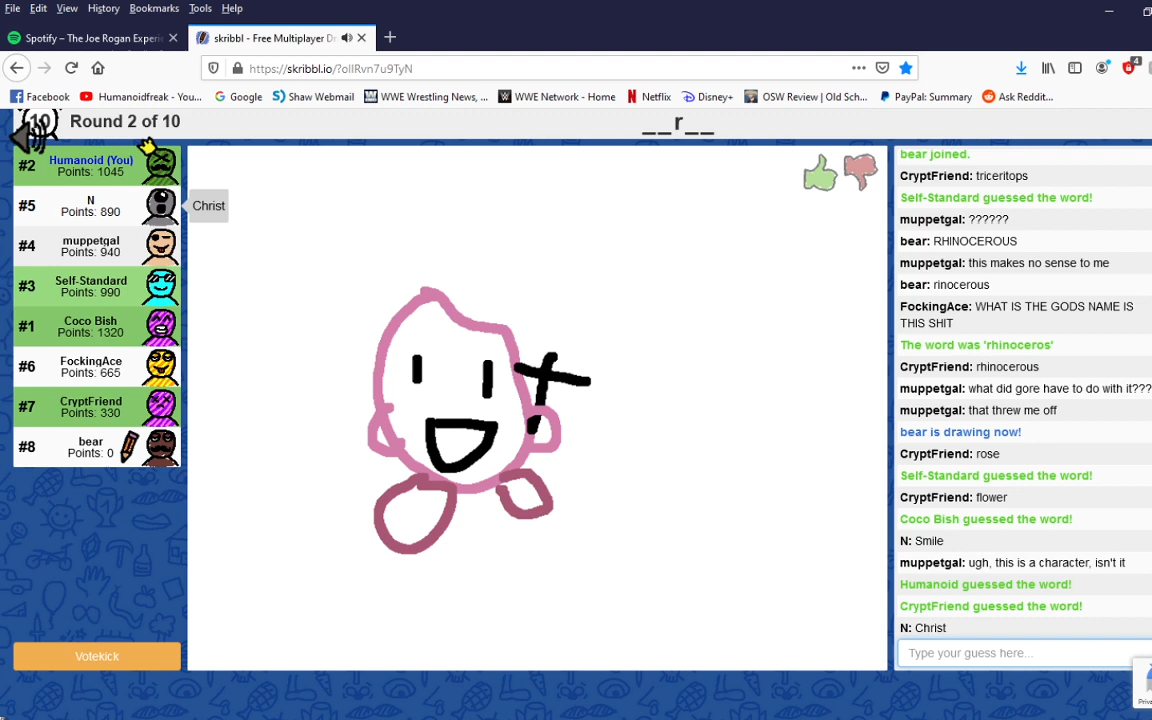 File Edit View History Bookmarks Tools Help
Spotify – The Joe Rogan Experi
skribbl - Free Multiplayer Dr
https://skribbl.io/?olIRvn7u9TyN
Facebook Humanoidfreak - You... Google Shaw Webmail WWE Wrestling News, ... WWE Network - Home Netflix Disney+ OSW Review | Old Sch... PayPal: Summary Ask Reddit...
4
10 Round 2 of 10
__r__
#2 Humanoid (You)
Points: 1045
#5 N
Points: 890
Christ
#4 muppetgal
Points: 940
#3 Self-Standard
Points: 990
#1 Coco Bish
Points: 1320
#6 FockingAce
Points: 665
#7 CryptFriend
Points: 330
#8 bear
Points: 0
Votekick
bear joined.
CryptFriend: triceritops
Self-Standard guessed the word!
muppetgal: ??????
bear: RHINOCEROUS
muppetgal: this makes no sense to me
bear: rinocerous
FockingAce: WHAT IS THE GODS NAME IS
THIS SHIT
The word was 'rhinoceros'
CryptFriend: rhinocerous
muppetgal: what did gore have to do with it???
muppetgal: that threw me off
bear is drawing now!
CryptFriend: rose
Self-Standard guessed the word!
CryptFriend: flower
Coco Bish guessed the word!
N: Smile
muppetgal: ugh, this is a character, isn't it
Humanoid guessed the word!
CryptFriend guessed the word!
N: Christ
Type your guess here...